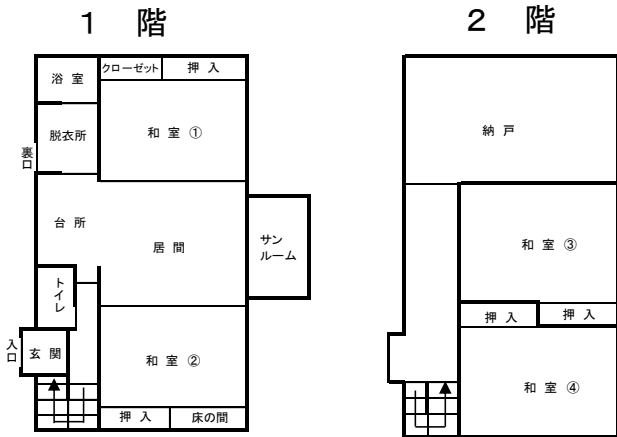 １　階
２　階
浴 室
クローゼット
押 入
脱衣所
和 室 ①
裏口
納 戸
台 所
居 間
サン
ルーム
和 室 ③
トイレ
押 入
押 入
入口
玄 関
和 室 ②
和 室 ④
押 入
床の間